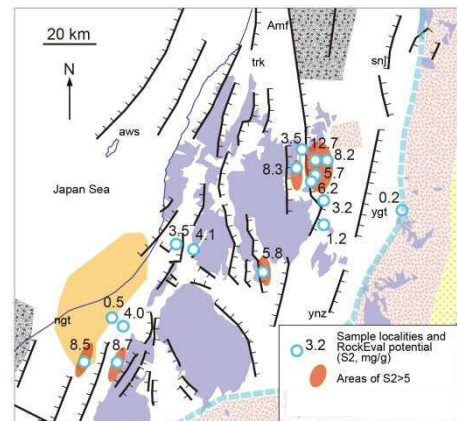 20 km
N
Amf
trk
snj
aws
Japan Sea
3.5 12.7
8.3
8.2
5.7
6.2
3.2
0.2
ygt
1.2
3.5
4.1
5.8
0.5
4.0
ngt
8.5
8.7
ynz
3.2 Sample localities and
RockEval potential
(S2, mg/g)
Areas of S2>5